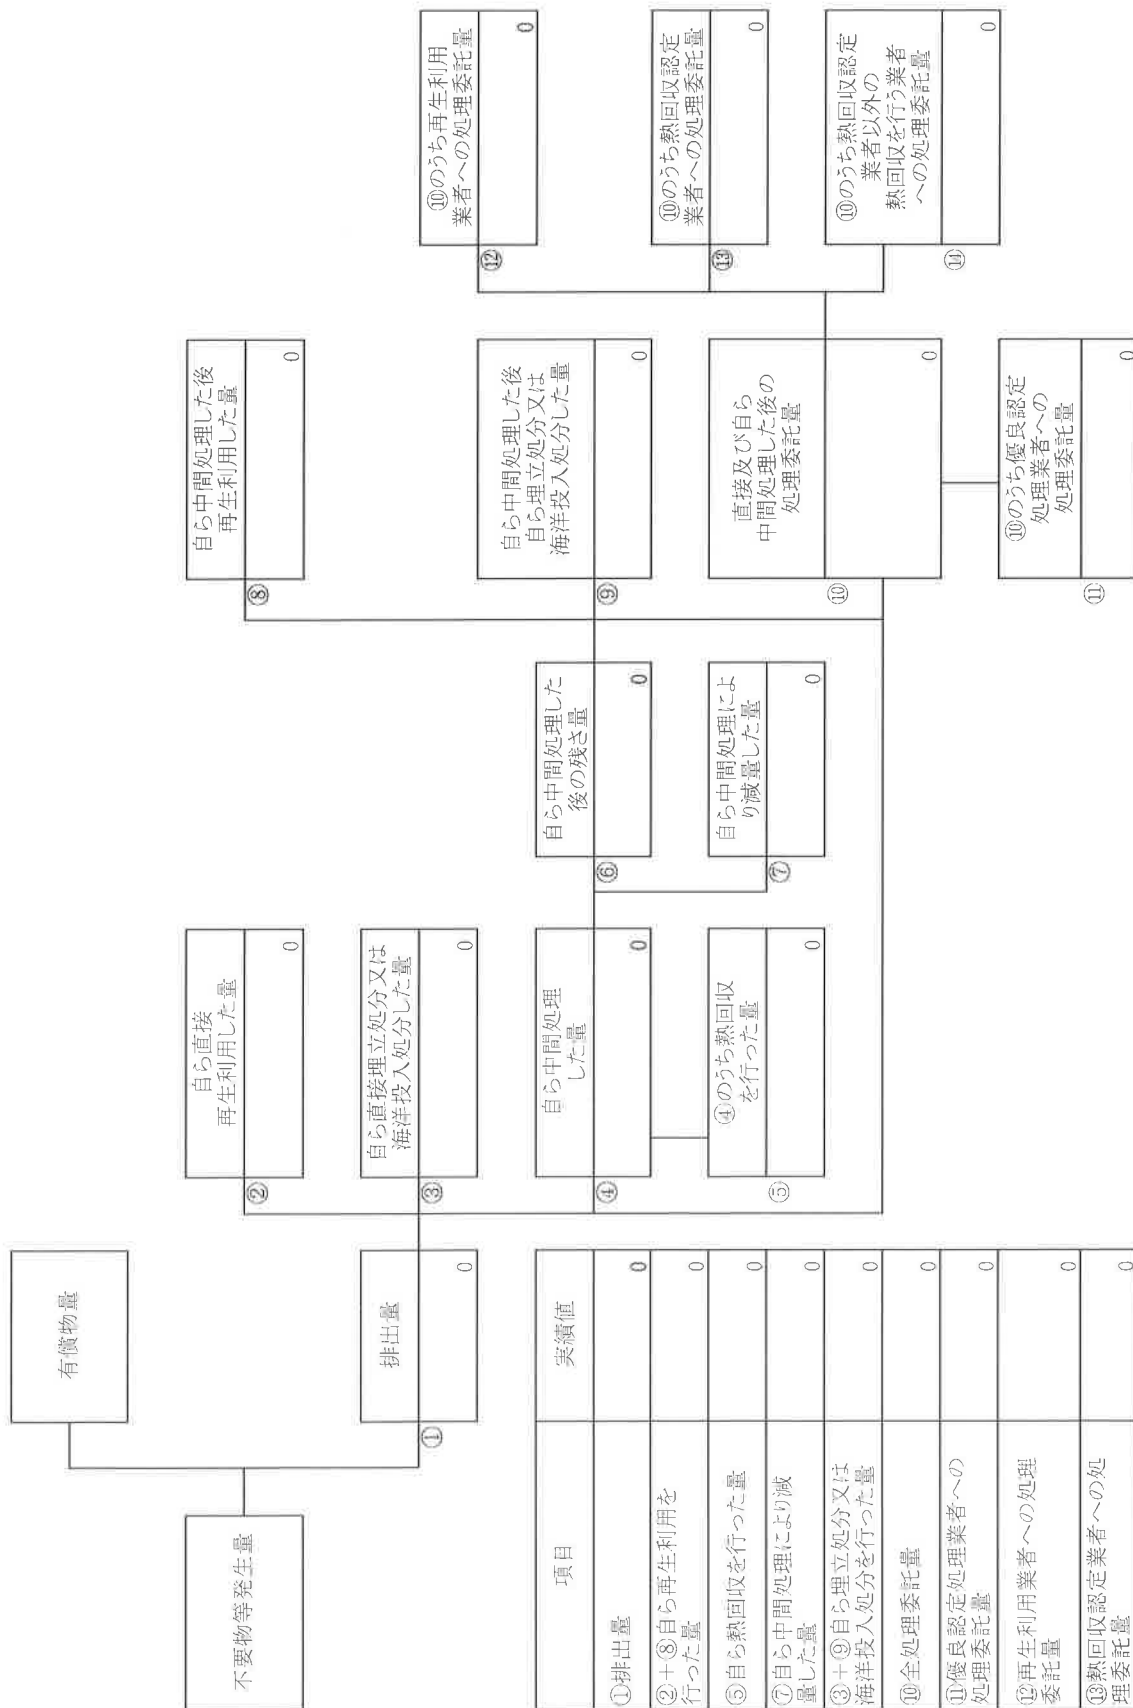 不要物等発生量
有償物量
排出量
①
0
自ら直接
再生利用した量
②
0
自ら直接埋立処分又は
海洋投入処分した量
③
0
自ら中間処理
した量
④
0
④のうち熱回収
を行った量
⑤
0
自ら中間処理した
後の残さ量
⑥
0
自ら中間処理によ
り減量した量
⑦
0
自ら中間処理した後
再生利用した量
⑧
0
自ら中間処理した後
自ら埋立処分又は
海洋投入処分した量
⑨
0
直接及び自ら
中間処理した後の
処理委託量
⑩
0
⑩のうち優良認定
処理業者への
処理委託量
⑪
0
⑩のうち再生利用
業者への処理委託量
⑫
0
⑩のうち熱回収認定
業者への処理委託量
⑬
0
⑩のうち熱回収認定
業者以外の
熱回収を行う業者
への処理委託量
⑭
0
項目 実績値
①排出量 0
②+⑧自ら再生利用を
行った量 0
⑤自ら熱回収を行った量 0
⑦自ら中間処理により減
量した量 0
③+⑨自ら埋立処分又は
海洋投入処分を行った量 0
⑩全処理委託量 0
⑪優良認定処理業者への
処理委託量 0
⑫再生利用業者への処理
委託量 0
⑬熱回収認定業者への処
理委託量 0